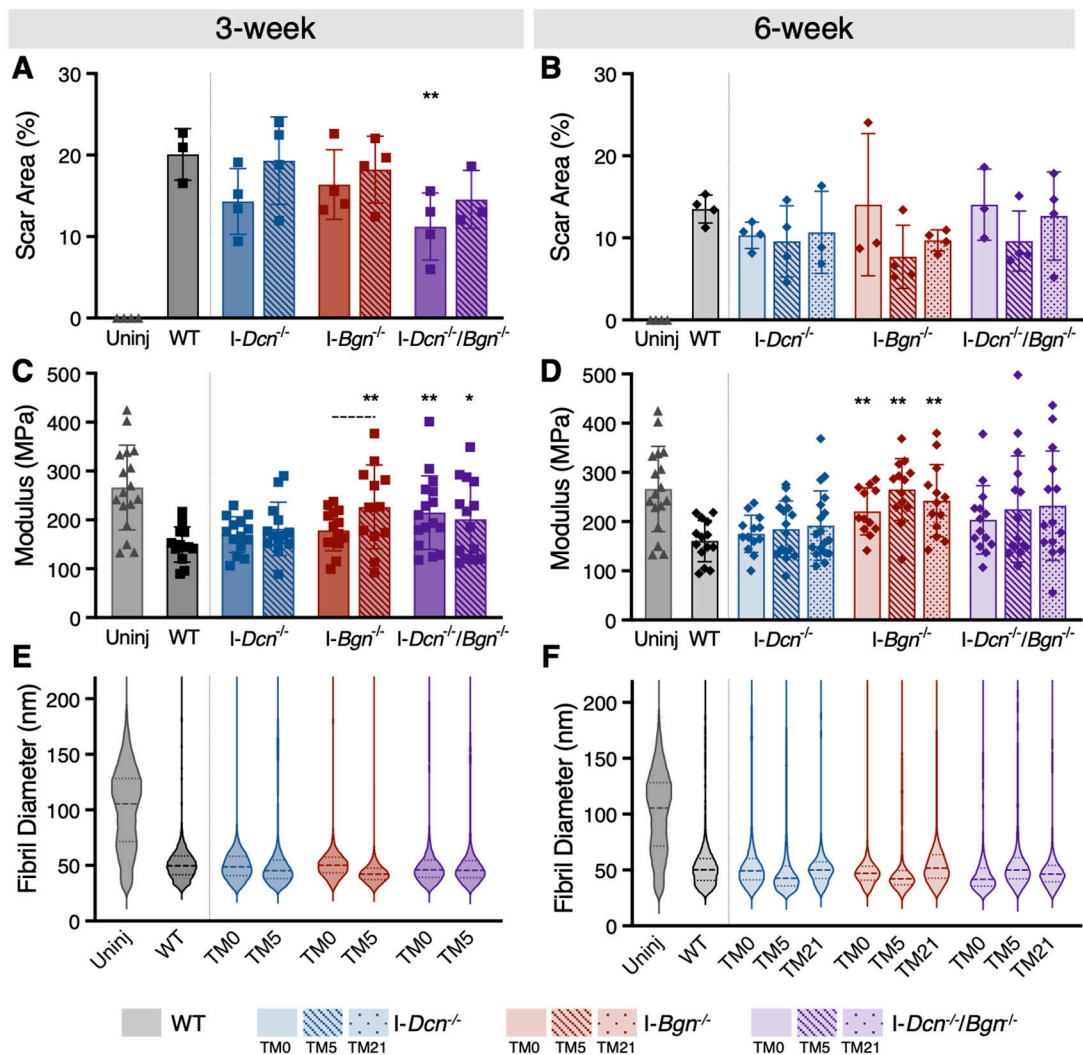 3-week
6-week
A
Scar Area (%)
30
20
10
0
**
Uninj WT I-Dcn-/- I-Bgn-/- I-Dcn-/-/Bgn-/-
B
Scar Area (%)
30
20
10
0
Uninj WT I-Dcn-/- I-Bgn-/- I-Dcn-/-/Bgn-/-
C
Modulus (MPa)
500
400
300
200
100
0
** ** *
Uninj WT I-Dcn-/- I-Bgn-/- I-Dcn-/-/Bgn-/-
D
Modulus (MPa)
500
400
300
200
100
0
** ** **
Uninj WT I-Dcn-/- I-Bgn-/- I-Dcn-/-/Bgn-/-
E
Fibril Diameter (nm)
200
150
100
50
0
Uninj WT TM0 TM5 TM0 TM5 TM0 TM5
F
Fibril Diameter (nm)
200
150
100
50
0
Uninj WT TM0 TM5 TM21 TM0 TM5 TM21 TM0 TM5 TM21
WT I-Dcn-/- I-Bgn-/- I-Dcn-/-/Bgn-/-
TM0 TM5 TM21 TM0 TM5 TM21 TM0 TM5 TM21